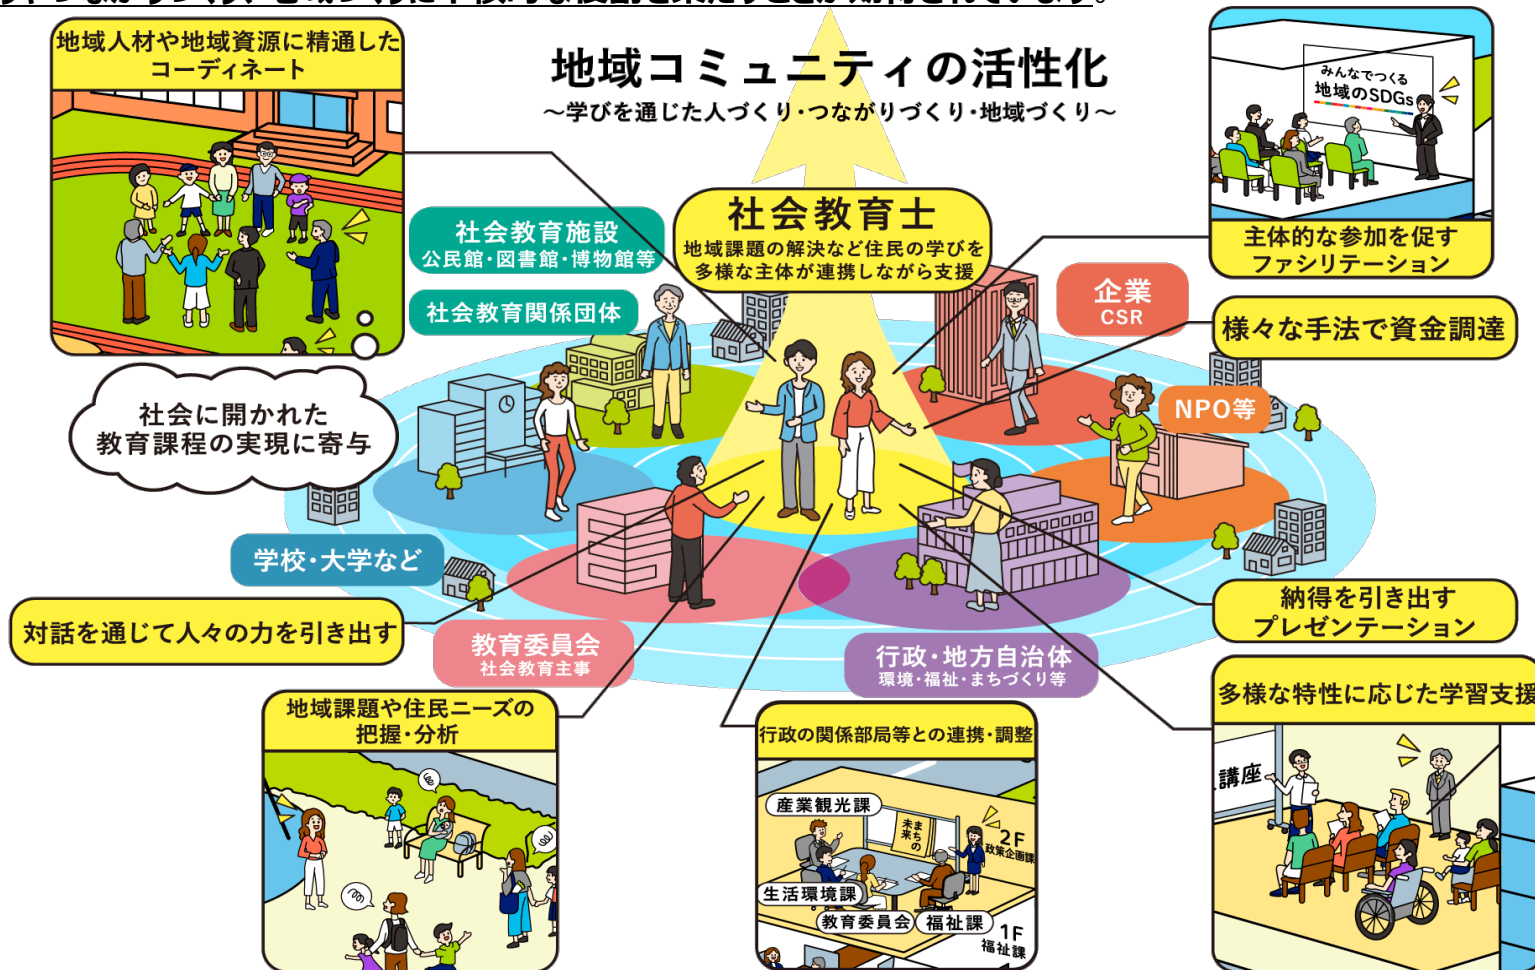 地域コミュニティの活性化
～学びを通じた人づくり・つながりづくり・地域づくり～
地域人材や地域資源に精通した
コーディネート
みんなでつくる
地域のSDGs
主体的な参加を促す
ファシリテーション
社会教育士
地域課題の解決など住民の学びを
多様な主体が連携しながら支援
社会教育施設
公民館・図書館・博物館等
社会教育関係団体
企業
CSR
様々な手法で資金調達
NPO等
社会に開かれた
教育課程の実現に寄与
学校・大学など
対話を通じて人々の力を引き出す
教育委員会
社会教育主事
行政・地方自治体
環境・福祉・まちづくり等
納得を引き出す
プレゼンテーション
地域課題や住民ニーズの
把握・分析
行政の関係部局等との連携・調整
産業観光課
まちの
未来
2F
政策企画課
生活環境課
教育委員会
福祉課
1F
福祉課
多様な特性に応じた学習支援
講座